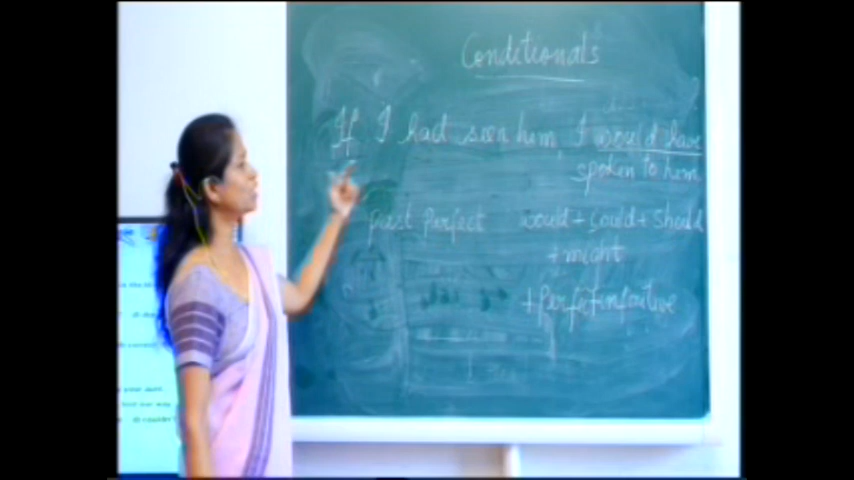 Conditionals
If I had seen him, I would have
spoken to him
past perfect would + could + should
+ might
+ perfect infinitive